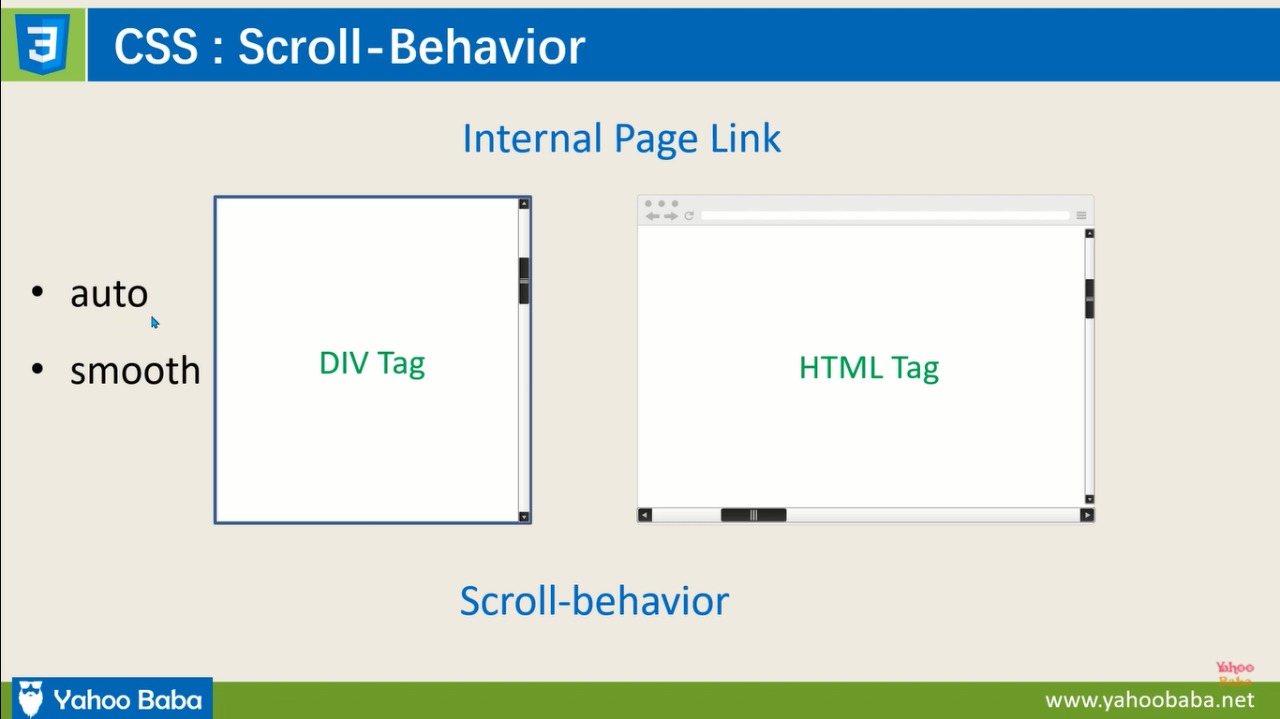 3
CSS : Scroll-Behavior
Internal Page Link
• auto
• smooth
DIV Tag
HTML Tag
Scroll-behavior
Yahoo
Baba
Yahoo Baba
www.yahoobaba.net